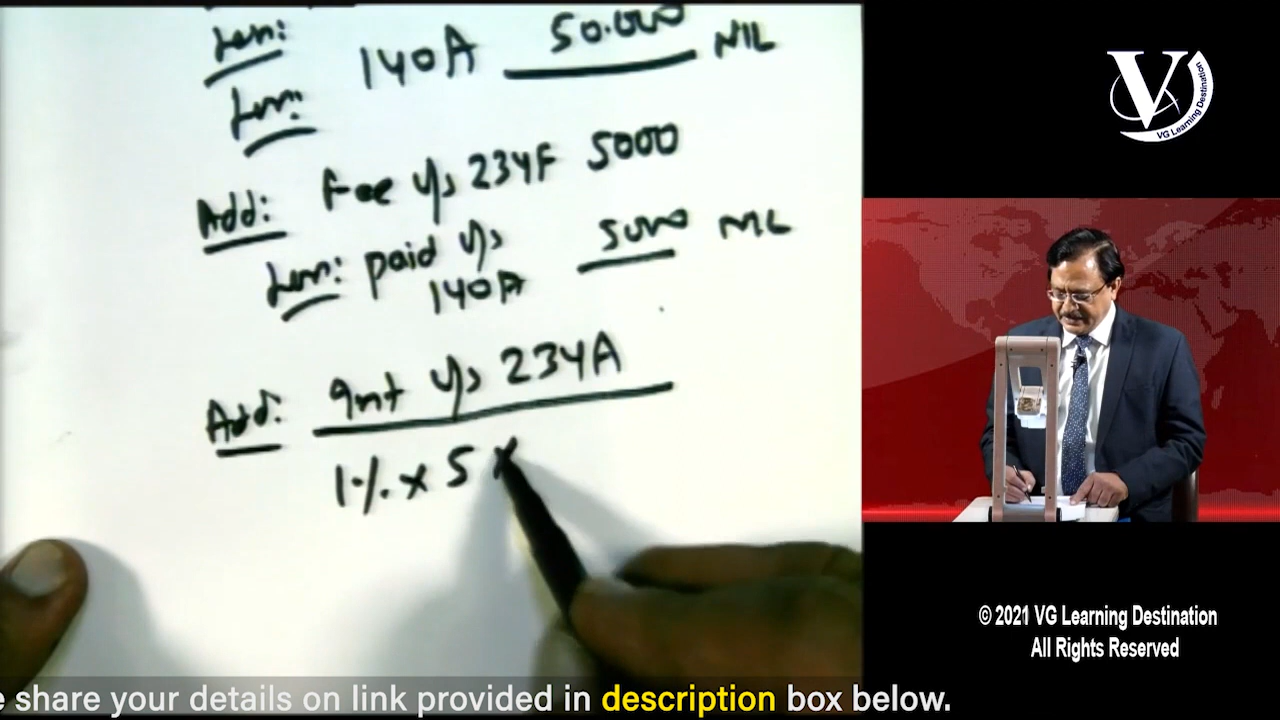 Less:
140A 50.000 NIL
Less:
Add: Fee u/s 234F 5000
Less: paid u/s 5000 NIL
140A
Add: Int u/s 234A
1% x 5 x
V
VG Learning Destination
© 2021 VG Learning Destination
All Rights Reserved
e share your details on link provided in description box below.